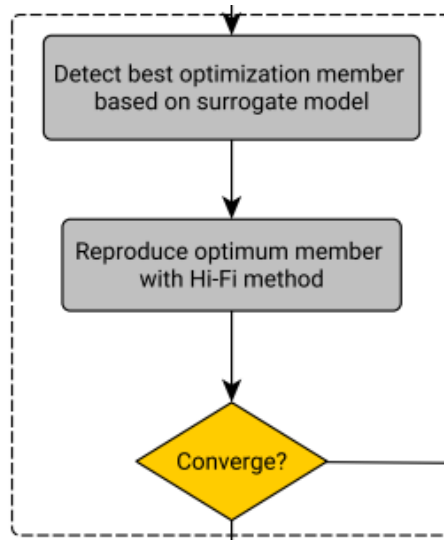 Detect best optimization member
based on surrogate model
Reproduce optimum member
with Hi-Fi method
Converge?